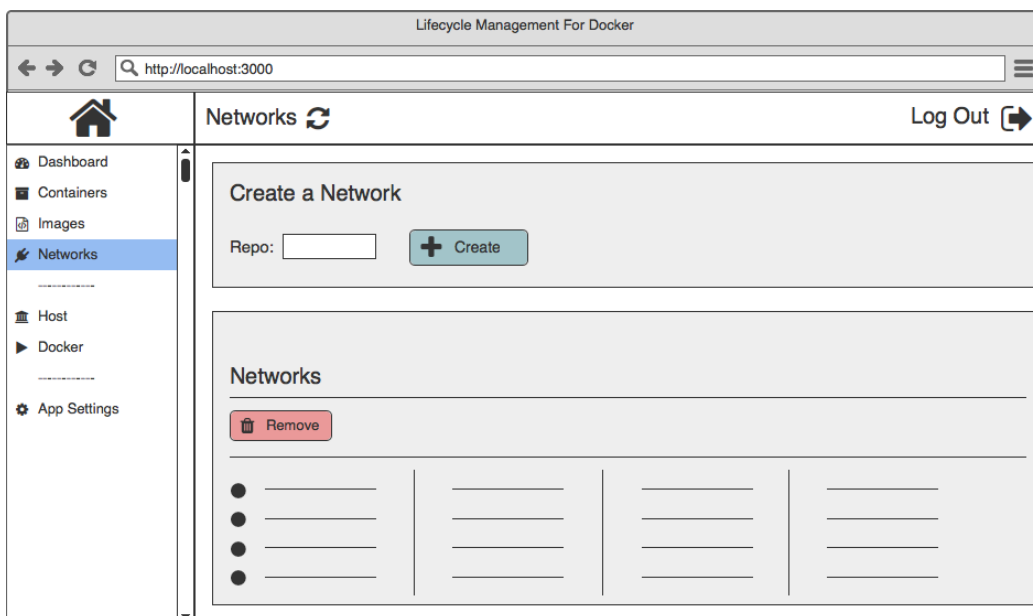 Lifecycle Management For Docker
http://localhost:3000
Networks
Log Out
Dashboard
Containers
Images
Networks
------------
Host
Docker
------------
App Settings
Create a Network
Repo:
Create
Networks
Remove